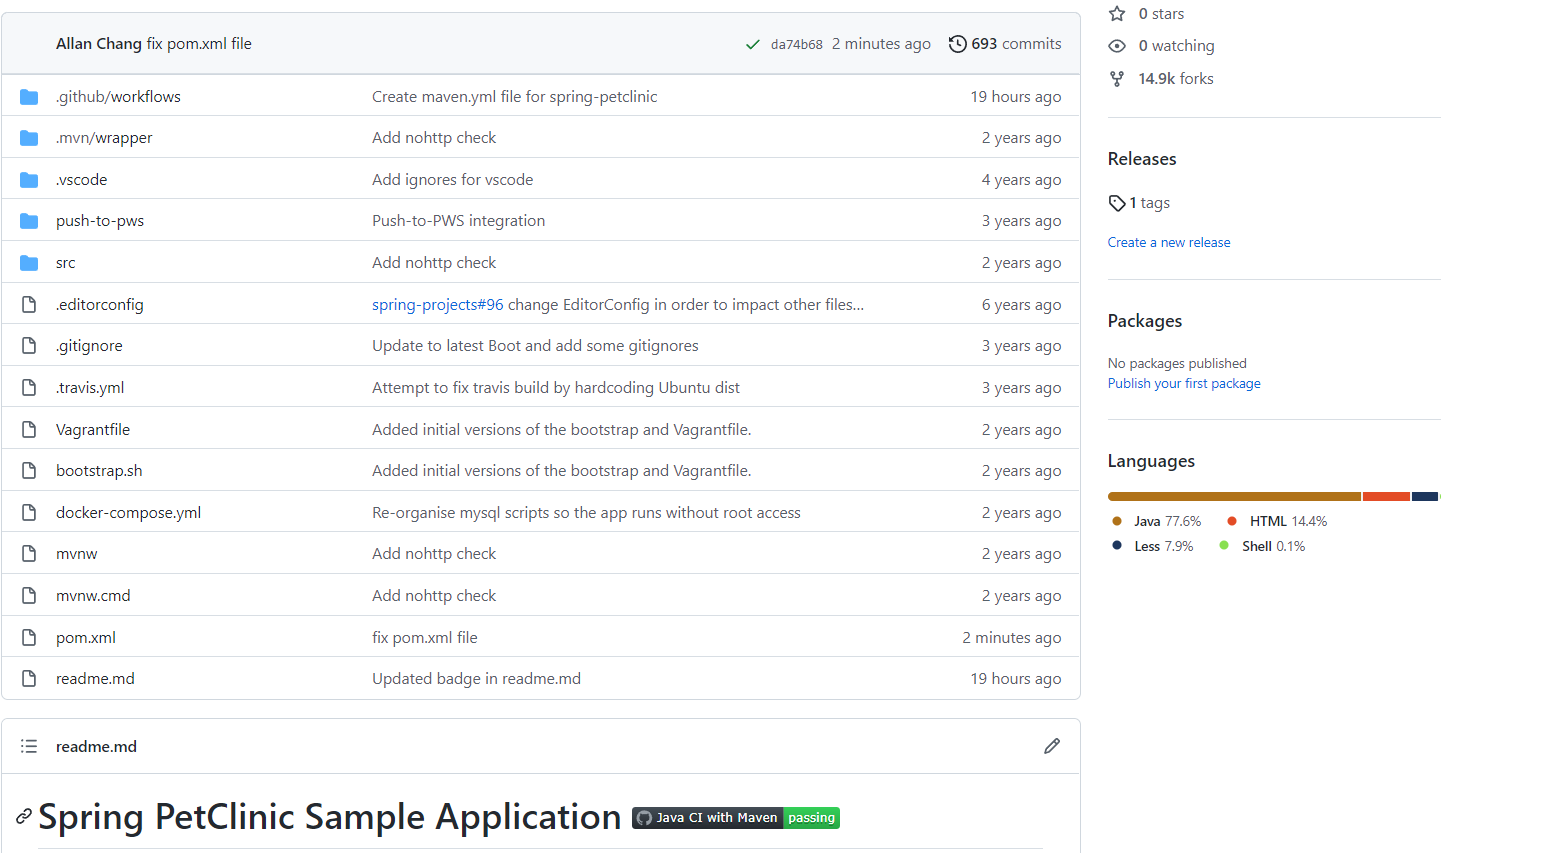 Allan Chang fix pom.xml file da74b68 2 minutes ago 693 commits
.github/workflows Create maven.yml file for spring-petclinic 19 hours ago
.mvn/wrapper Add nohttp check 2 years ago
.vscode Add ignores for vscode 4 years ago
push-to-pws Push-to-PWS integration 3 years ago
src Add nohttp check 2 years ago
.editorconfig spring-projects#96 change EditorConfig in order to impact other files... 6 years ago
.gitignore Update to latest Boot and add some gitignores 3 years ago
.travis.yml Attempt to fix travis build by hardcoding Ubuntu dist 3 years ago
Vagrantfile Added initial versions of the bootstrap and Vagrantfile. 2 years ago
bootstrap.sh Added initial versions of the bootstrap and Vagrantfile. 2 years ago
docker-compose.yml Re-organise mysql scripts so the app runs without root access 2 years ago
mvnw Add nohttp check 2 years ago
mvnw.cmd Add nohttp check 2 years ago
pom.xml fix pom.xml file 2 minutes ago
readme.md Updated badge in readme.md 19 hours ago
readme.md
Spring PetClinic Sample Application Java CI with Maven passing
0 stars
0 watching
14.9k forks
Releases
1 tags
Create a new release
Packages
No packages published
Publish your first package
Languages
Java 77.6% HTML 14.4%
Less 7.9% Shell 0.1%